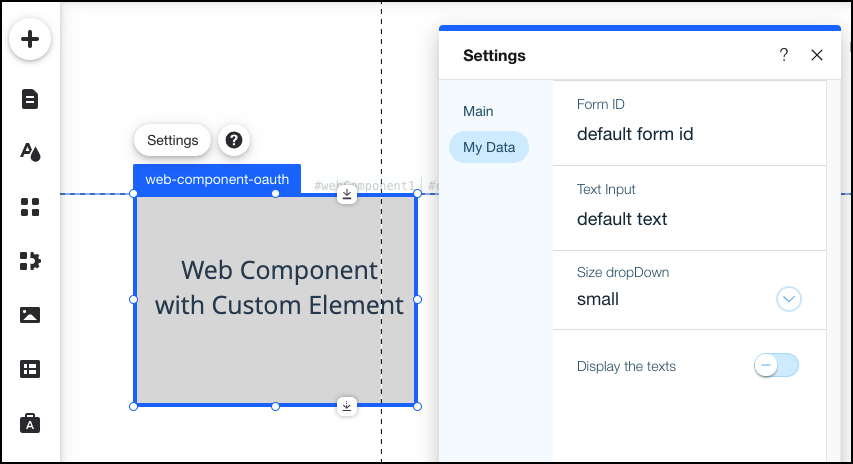 Settings
?
Main
My Data
Form ID
default form id
Text Input
default text
Size dropDown
small
Display the texts
Settings
?
web-component-oauth
#webComponent1
Web Component
with Custom Element
A
A